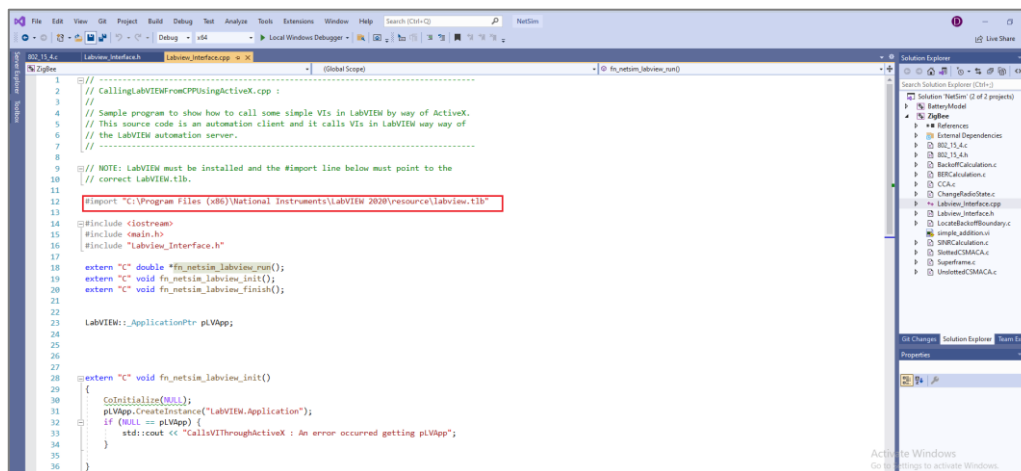 File Edit View Git Project Build Debug Test Analyze Tools Extensions Window Help Search (Ctrl+Q) NetSim D
Debug x64 Local Windows Debugger Live Share
Server Explorer
Toolbox
802_15_4.c Labview_Interface.h Labview_Interface.cpp
ZigBee (Global Scope) fn_netsim_labview_run()
1 // ----------------------------------------------------------------------------
2 // CallingLabVIEWFromCPPUsingActiveX.cpp :
3 //
4 // Sample program to show how to call some simple VIs in LabVIEW by way of ActiveX.
5 // This source code is an automation client and it calls VIs in LabVIEW way way of
6 // the LabVIEW automation server.
7 // ----------------------------------------------------------------------------
8
9 // NOTE: LabVIEW must be installed and the #import line below must point to the
10 // correct LabVIEW.tlb.
11
12 #import "C:\Program Files (x86)\National Instruments\LabVIEW 2020\resource\labview.tlb"
13
14 #include <iostream>
15 #include <main.h>
16 #include "Labview_Interface.h"
17
18 extern "C" double *fn_netsim_labview_run();
19 extern "C" void fn_netsim_labview_init();
20 extern "C" void fn_netsim_labview_finish();
21
22
23 LabVIEW::_ApplicationPtr pLVApp;
24
25
26
27
28 extern "C" void fn_netsim_labview_init()
29 {
30 CoInitialize(NULL);
31 pLVApp.CreateInstance("LabVIEW.Application");
32 if (NULL == pLVApp) {
33 std::cout << "CallsVIThroughActiveX : An error occurred getting pLVApp";
34 }
35
36 }
Solution Explorer
Search Solution Explorer (Ctrl+;)
Solution 'NetSim' (2 of 2 projects)
BatteryModel
ZigBee
References
External Dependencies
802_15_4.c
802_15_4.h
BackoffCalculation.c
BERCalculation.c
CCA.c
ChangeRadioState.c
Labview_Interface.cpp
Labview_Interface.h
LocateBackoffBoundary.c
simple_addition.vi
SINRCalculation.c
SlottedCSMACA.c
Superframe.c
UnslottedCSMACA.c
Git Changes Solution Explorer Team Ex
Properties
Activate Windows
Go to Settings to activate Windows.